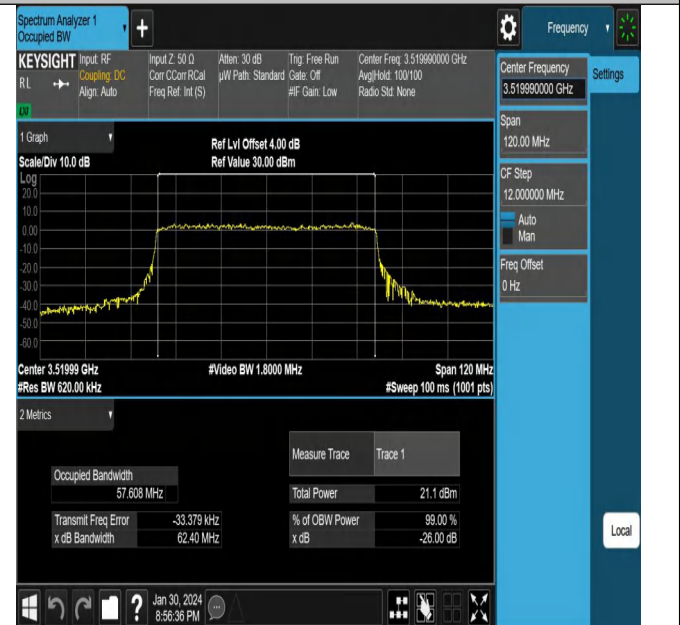 Spectrum Analyzer 1
Occupied BW
Frequency
KEYSIGHT
R L
Input: RF
Coupling: DC
Align: Auto
Input Z: 50 Ω
Corr CCorr RCal
Freq Ref: Int (S)
Atten: 30 dB
µW Path: Standard
Trig: Free Run
Gate: Off
#IF Gain: Low
Center Freq: 3.519990000 GHz
Avg|Hold: 100/100
Radio Std: None
Center Frequency
3.519990000 GHz
Settings
Span
120.00 MHz
CF Step
12.000000 MHz
Auto
Man
Freq Offset
0 Hz
1 Graph
Scale/Div 10.0 dB
Ref Lvl Offset 4.00 dB
Ref Value 30.00 dBm
Log
20.0
10.0
0.00
-10.0
-20.0
-30.0
-40.0
-50.0
-60.0
Center 3.51999 GHz
#Video BW 1.8000 MHz
Span 120 MHz
#Res BW 620.00 kHz
#Sweep 100 ms (1001 pts)
2 Metrics
Measure Trace
Trace 1
Occupied Bandwidth
57.608 MHz
Total Power
21.1 dBm
Transmit Freq Error
-33.379 kHz
% of OBW Power
99.00 %
x dB Bandwidth
62.40 MHz
x dB
-26.00 dB
Local
?
Jan 30, 2024
8:56:36 PM